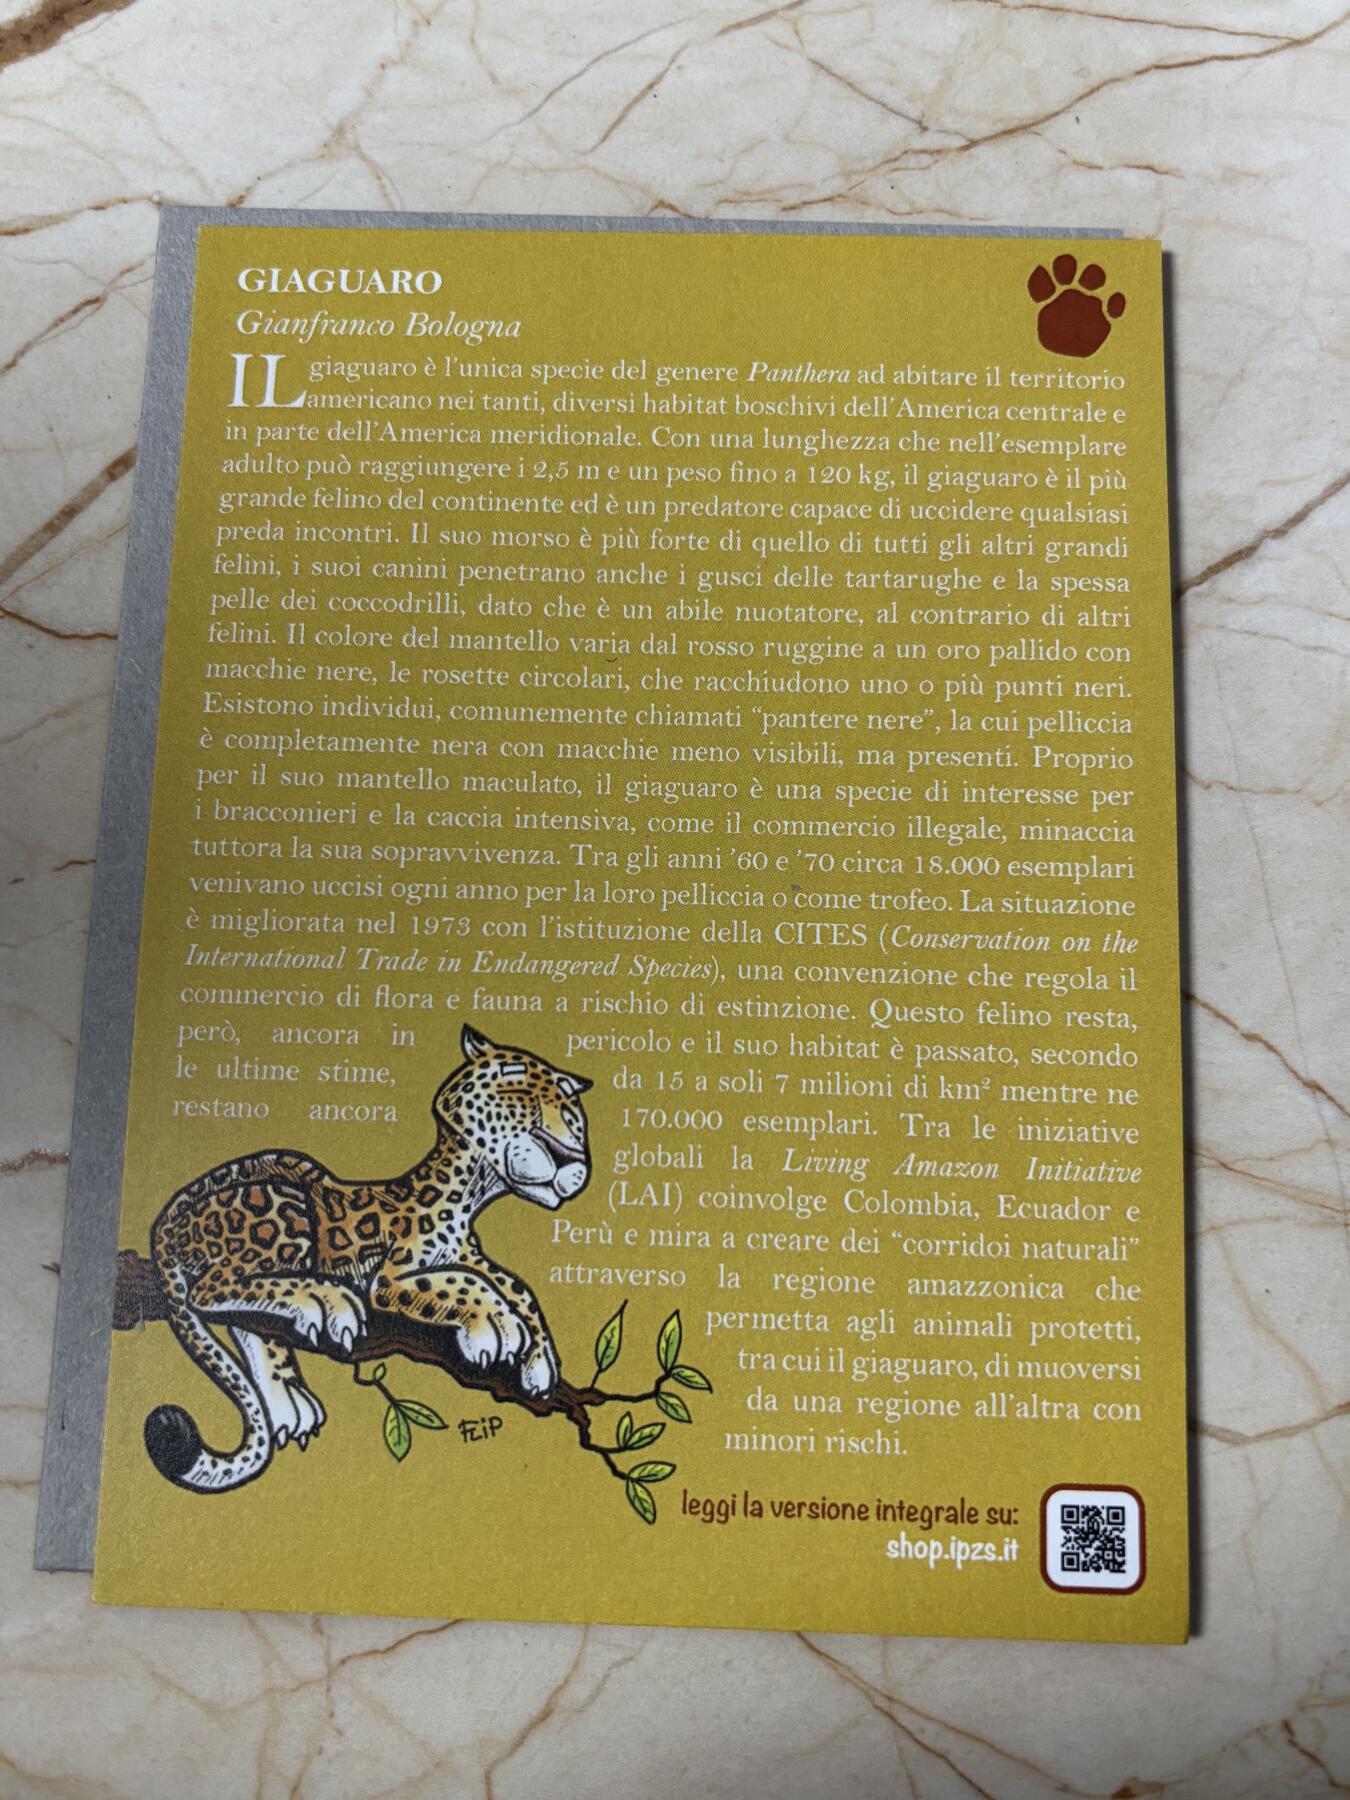 GIAGUARO
Gianfranco Bologna
IL giaguaro è l'unica specie del genere Panthera ad abitare il territorio
americano nei tanti, diversi habitat boschivi dell'America centrale e
in parte dell'America meridionale. Con una lunghezza che nell'esemplare
adulto può raggiungere i 2,5 m e un peso fino a 120 kg, il giaguaro è il più
grande felino del continente ed è un predatore capace di uccidere qualsiasi
preda incontri. Il suo morso è più forte di quello di tutti gli altri grandi
felini, i suoi canini penetrano anche i gusci delle tartarughe e la spessa
pelle dei coccodrilli, dato che è un abile nuotatore, al contrario di altri
felini. Il colore del mantello varia dal rosso ruggine a un oro pallido con
macchie nere, le rosette circolari, che racchiudono uno o più punti neri.
Esistono individui, comunemente chiamati “pantere nere”, la cui pelliccia
è completamente nera con macchie meno visibili, ma presenti. Proprio
per il suo mantello maculato, il giaguaro è una specie di interesse per
i bracconieri e la caccia intensiva, come il commercio illegale, minaccia
tuttora la sua sopravvivenza. Tra gli anni ’60 e ’70 circa 18.000 esemplari
venivano uccisi ogni anno per la loro pelliccia o come trofeo. La situazione
è migliorata nel 1973 con l'istituzione della CITES (Conservation on the
International Trade in Endangered Species), una convenzione che regola il
commercio di flora e fauna a rischio di estinzione. Questo felino resta,
però, ancora in pericolo e il suo habitat è passato, secondo
le ultime stime, da 15 a soli 7 milioni di km² mentre ne
restano ancora 170.000 esemplari. Tra le iniziative
globali la Living Amazon Initiative
(LAI) coinvolge Colombia, Ecuador e
Perù e mira a creare dei “corridoi naturali”
attraverso la regione amazzonica che
permetta agli animali protetti,
tra cui il giaguaro, di muoversi
da una regione all'altra con
minori rischi.
FLiP
leggi la versione integrale su:
shop.ipzs.it